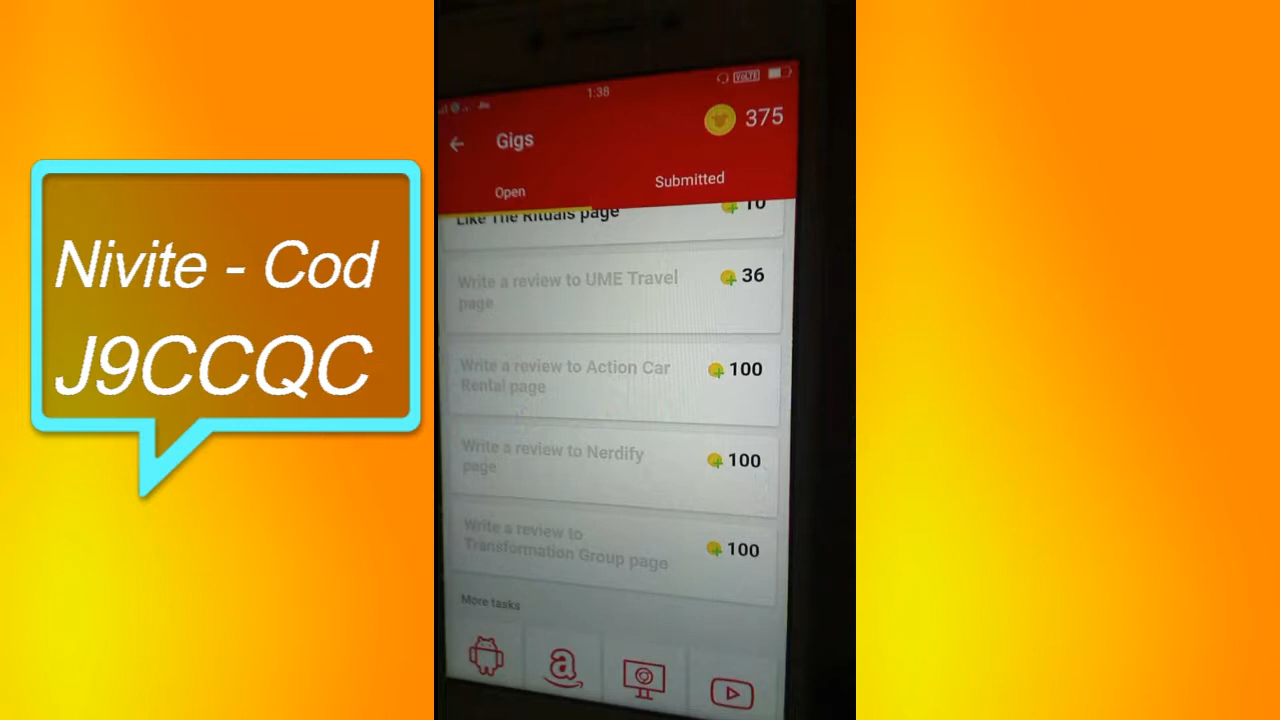 Nivite - Cod
J9CCQC
1:38
VoLTE
375
Gigs
Open
Submitted
Like The Rituals page
10
Write a review to UME Travel
page
36
Write a review to Action Car
Rental page
100
Write a review to Nerdify
page
100
Write a review to
Transformation Group page
100
More tasks
a